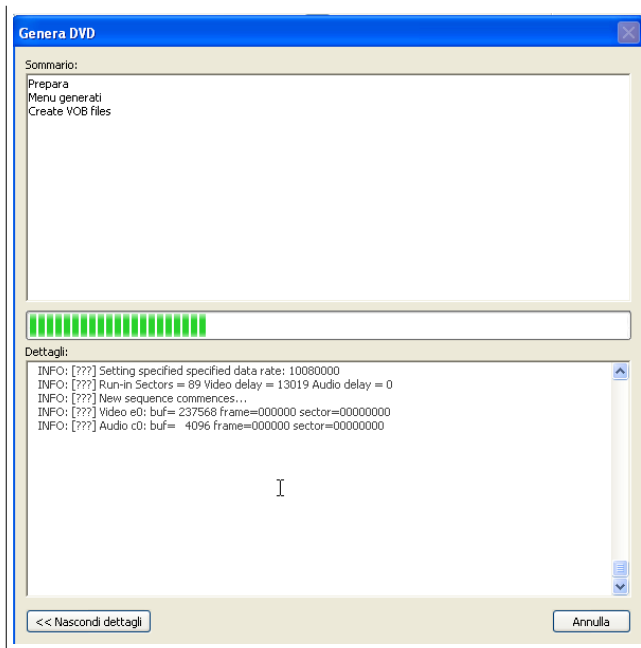 Genera DVD
Sommario:
Prepara
Menu generati
Create VOB files
Dettagli:
INFO: [???] Setting specified specified data rate: 10080000
INFO: [???] Run-in Sectors = 89 Video delay = 13019 Audio delay = 0
INFO: [???] New sequence commences...
INFO: [???] Video e0: buf= 237568 frame=000000 sector=00000000
INFO: [???] Audio c0: buf=   4096 frame=000000 sector=00000000
<< Nascondi dettagli
Annulla